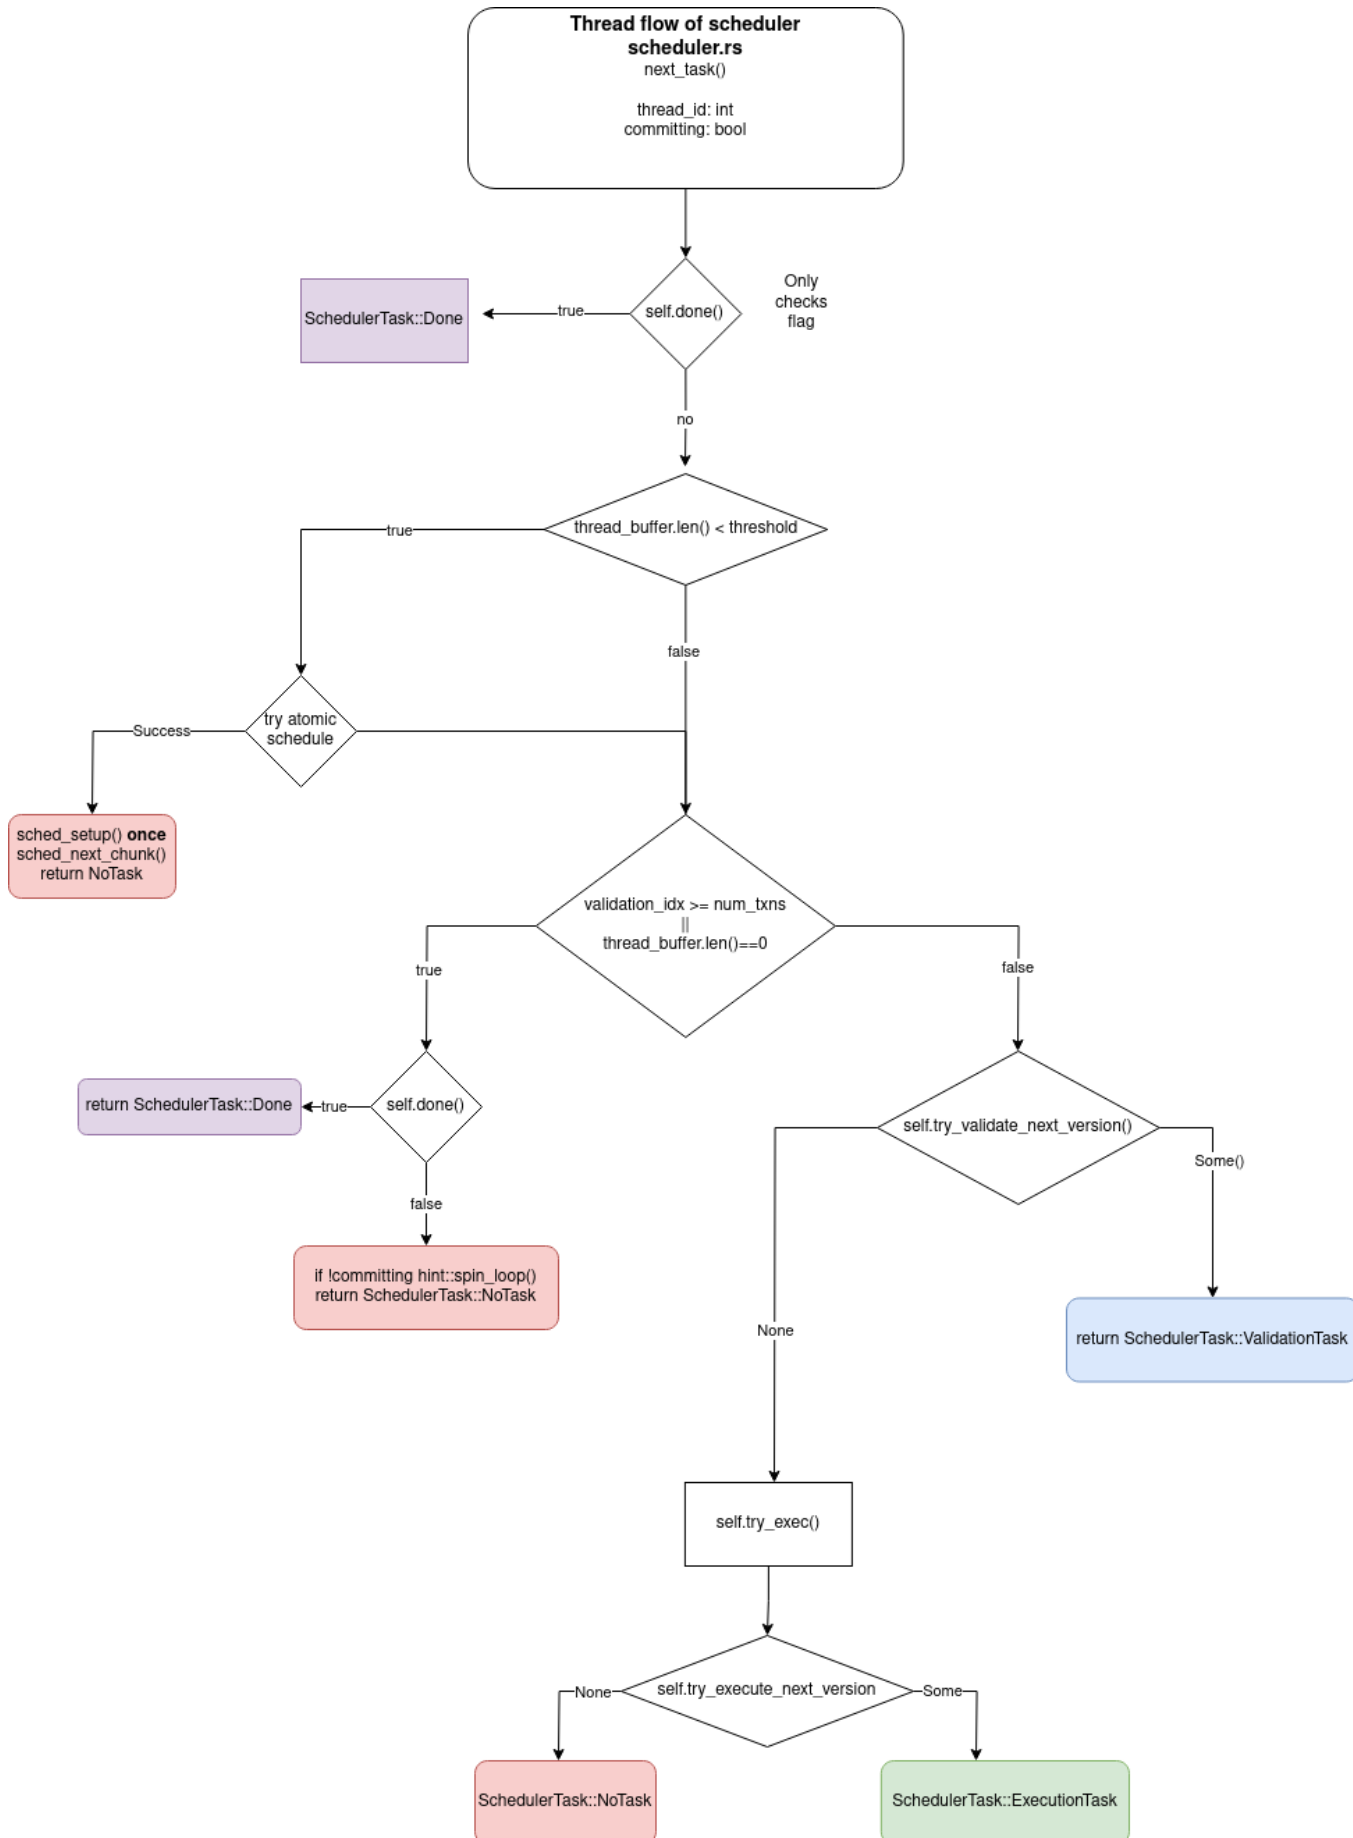 Thread flow of scheduler
scheduler.rs
next_task()
thread_id: int
committing: bool
Only
checks
flag
SchedulerTask::Done
true
self.done()
no
thread_buffer.len() < threshold
true
false
try atomic
schedule
Success
sched_setup() once
sched_next_chunk()
return NoTask
validation_idx >= num_txns
||
thread_buffer.len()==0
true
false
return SchedulerTask::Done
true
self.done()
self.try_validate_next_version()
Some()
false
if !committing hint::spin_loop()
return SchedulerTask::NoTask
None
return SchedulerTask::ValidationTask
self.try_exec()
self.try_execute_next_version
None
Some
SchedulerTask::NoTask
SchedulerTask::ExecutionTask